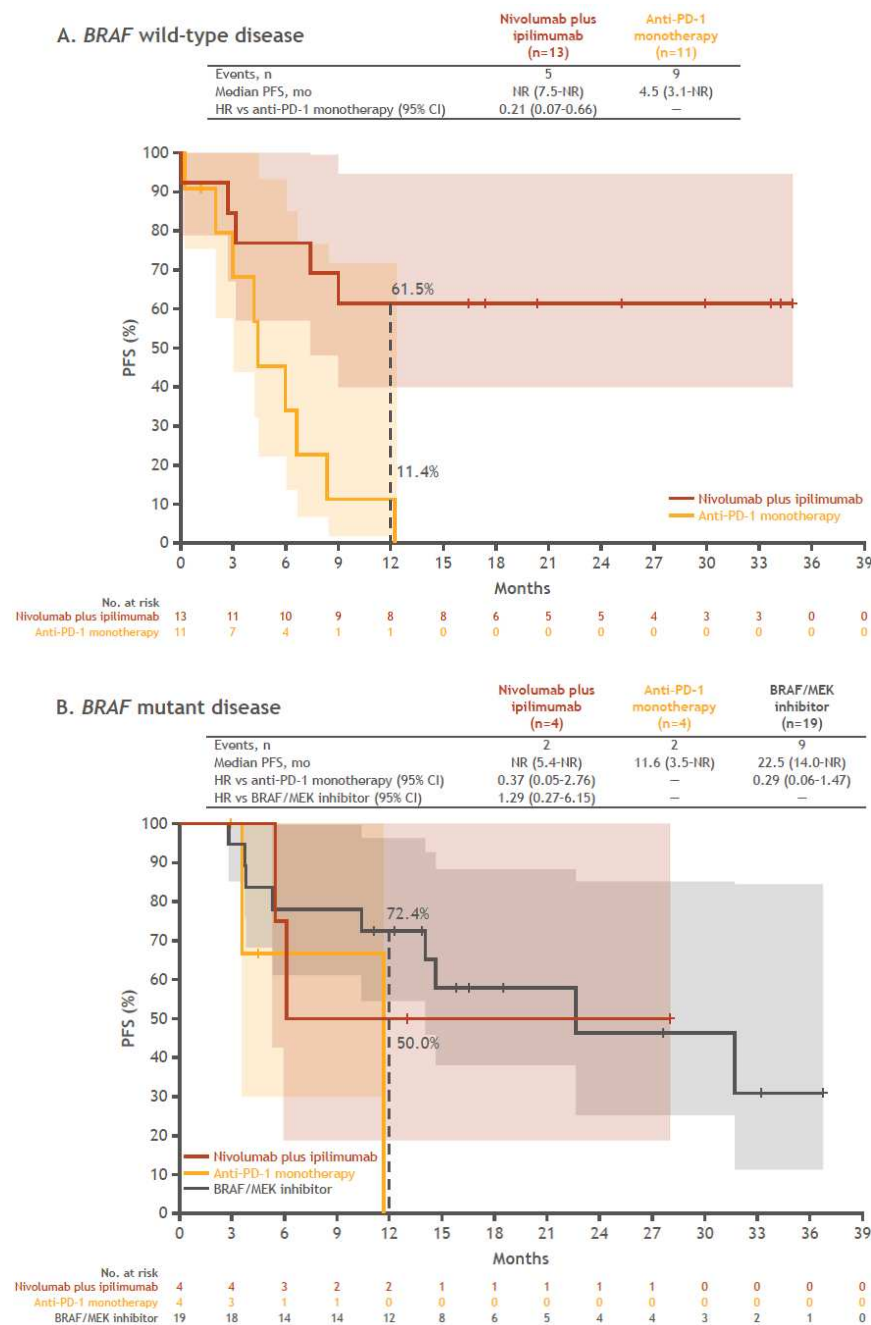 A. BRAF wild-type disease
Nivolumab plus ipilimumab (n=13) Anti-PD-1 monotherapy (n=11)
Events, n 5 9
Median PFS, mo NR (7.5-NR) 4.5 (3.1-NR)
HR vs anti-PD-1 monotherapy (95% CI) 0.21 (0.07-0.66) —
PFS (%)
100
90
80
70
60
50
40
30
20
10
0
61.5%
11.4%
Nivolumab plus ipilimumab
Anti-PD-1 monotherapy
0 3 6 9 12 15 18 21 24 27 30 33 36 39
Months
No. at risk
Nivolumab plus ipilimumab 13 11 10 9 8 8 6 5 5 4 3 3 0 0
Anti-PD-1 monotherapy 11 7 4 1 1 0 0 0 0 0 0 0 0 0
B. BRAF mutant disease
Nivolumab plus ipilimumab (n=4) Anti-PD-1 monotherapy (n=4) BRAF/MEK inhibitor (n=19)
Events, n 2 2 9
Median PFS, mo NR (5.4-NR) 11.6 (3.5-NR) 22.5 (14.0-NR)
HR vs anti-PD-1 monotherapy (95% CI) 0.37 (0.05-2.76) — 0.29 (0.06-1.47)
HR vs BRAF/MEK inhibitor (95% CI) 1.29 (0.27-6.15) — —
PFS (%)
100
90
80
70
60
50
40
30
20
10
0
72.4%
50.0%
Nivolumab plus ipilimumab
Anti-PD-1 monotherapy
BRAF/MEK inhibitor
0 3 6 9 12 15 18 21 24 27 30 33 36 39
Months
No. at risk
Nivolumab plus ipilimumab 4 4 3 2 2 1 1 1 1 1 0 0 0 0
Anti-PD-1 monotherapy 4 3 1 1 0 0 0 0 0 0 0 0 0 0
BRAF/MEK inhibitor 19 18 14 14 12 8 6 5 4 4 3 2 1 0